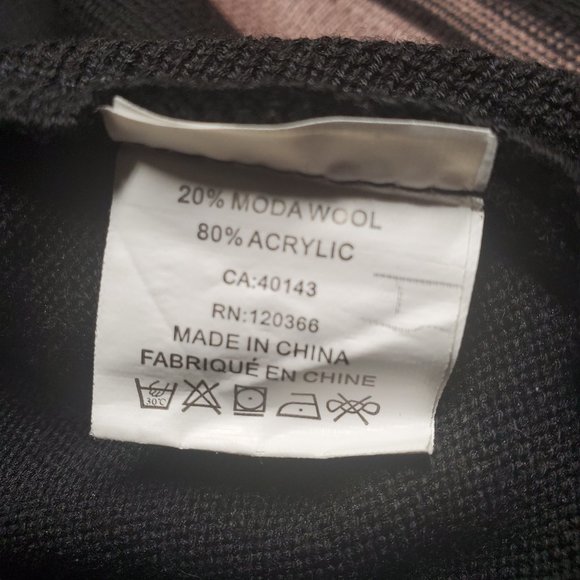 20% MODA WOOL
80% ACRYLIC
CA:40143
RN:120366
MADE IN CHINA
FABRIQUÉ EN CHINE
30°C